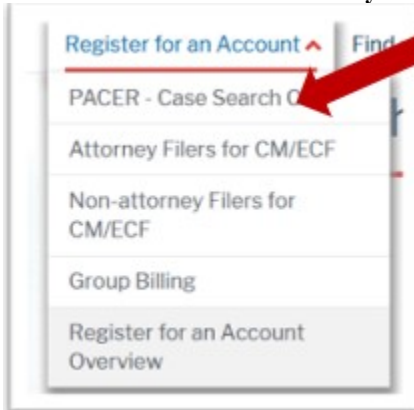 Register for an Account Find
PACER - Case Search
Attorney Filers for CM/ECF
Non-attorney Filers for
CM/ECF
Group Billing
Register for an Account
Overview